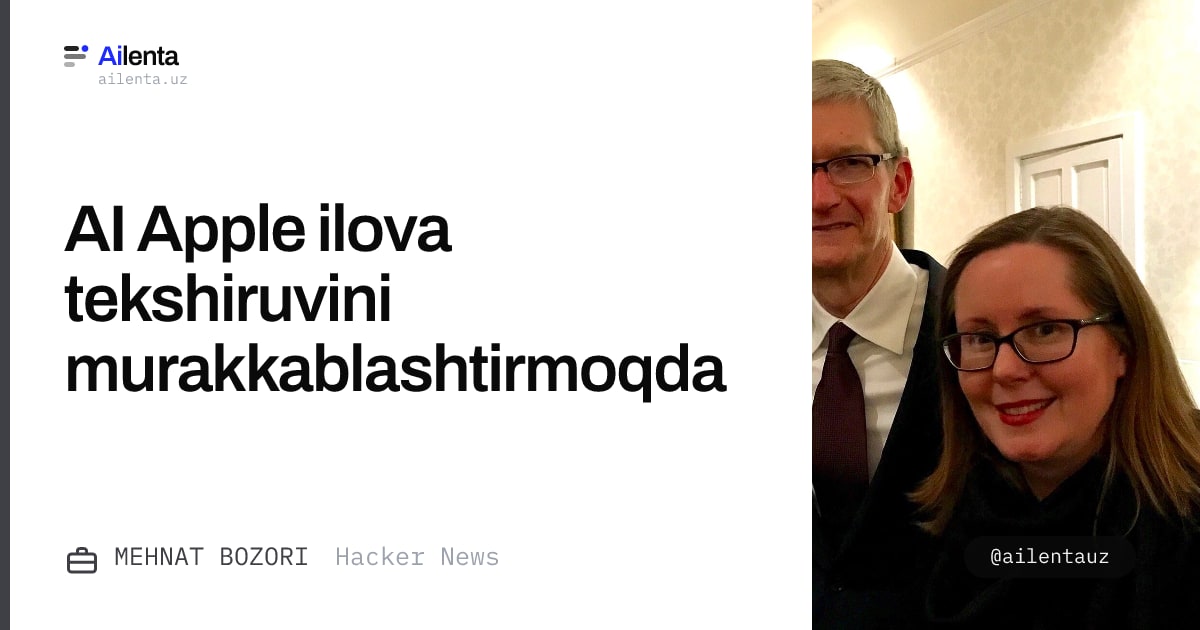 Ailenta
ailenta.uz
AI Apple ilova
tekshiruvini
murakkablashtirmoqda
MEHNAT BOZORI Hacker News
@ailentauz